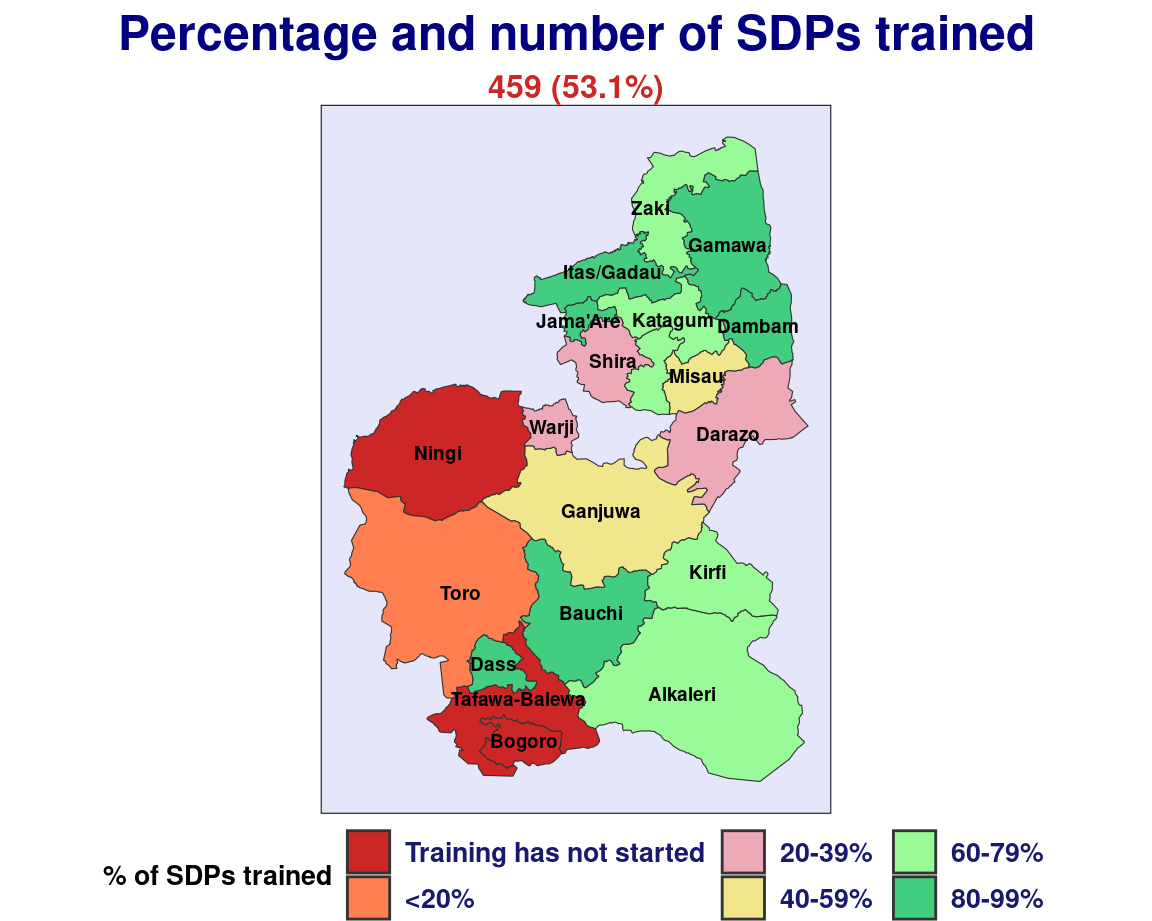 Percentage and number of SDPs trained
459 (53.1%)
Zaki
Gamawa
Itas/Gadau
Jama'Are
Katagum
Dambam
Shira
Misau
Warji
Darazo
Ningi
Ganjuwa
Kirfi
Toro
Bauchi
Dass
Alkaleri
Tafawa-Balewa
Bogoro
% of SDPs trained
Training has not started
<20%
20-39%
40-59%
60-79%
80-99%